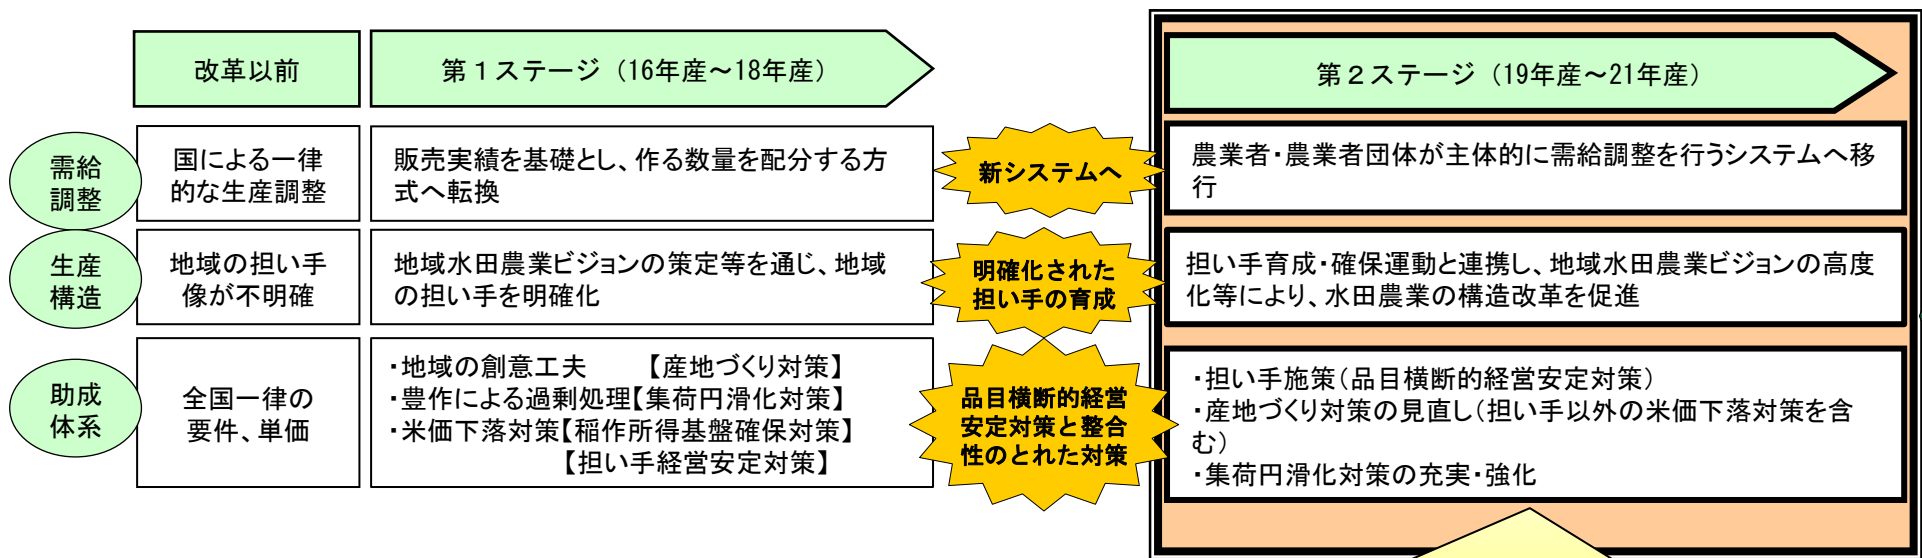 改革以前
第１ステージ（16年産～18年産）
第２ステージ（19年産～21年産）
需給
調整
国による一律
的な生産調整
販売実績を基礎とし、作る数量を配分する方
式へ転換
新システムへ
農業者・農業者団体が主体的に需給調整を行うシステムへ移
行
生産
構造
地域の担い手
像が不明確
地域水田農業ビジョンの策定等を通じ、地域
の担い手を明確化
明確化された
担い手の育成
担い手育成・確保運動と連携し、地域水田農業ビジョンの高度
化等により、水田農業の構造改革を促進
助成
体系
全国一律の
要件、単価
・地域の創意工夫　　【産地づくり対策】
・豊作による過剰処理【集荷円滑化対策】
・米価下落対策【稲作所得基盤確保対策】
【担い手経営安定対策】
品目横断的経営
安定対策と整合
性のとれた対策
・担い手施策（品目横断的経営安定対策）
・産地づくり対策の見直し（担い手以外の米価下落対策を含
む）
・集荷円滑化対策の充実・強化